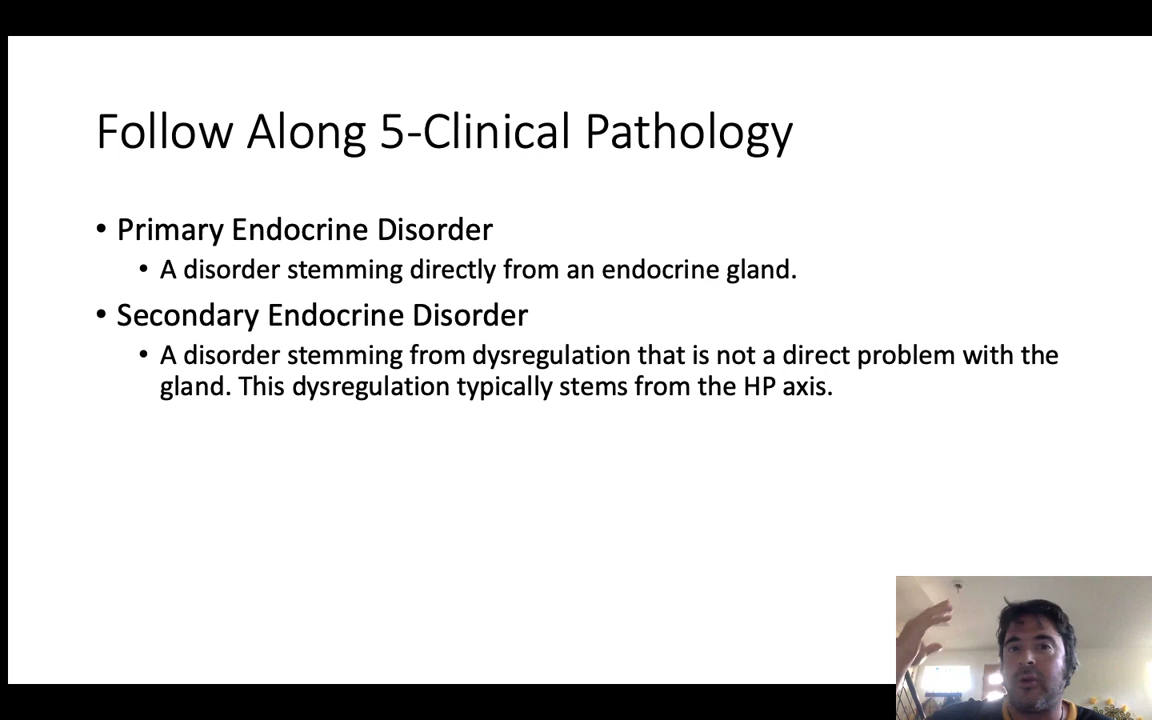 Follow Along 5-Clinical Pathology
• Primary Endocrine Disorder
• A disorder stemming directly from an endocrine gland.
• Secondary Endocrine Disorder
• A disorder stemming from dysregulation that is not a direct problem with the
gland. This dysregulation typically stems from the HP axis.